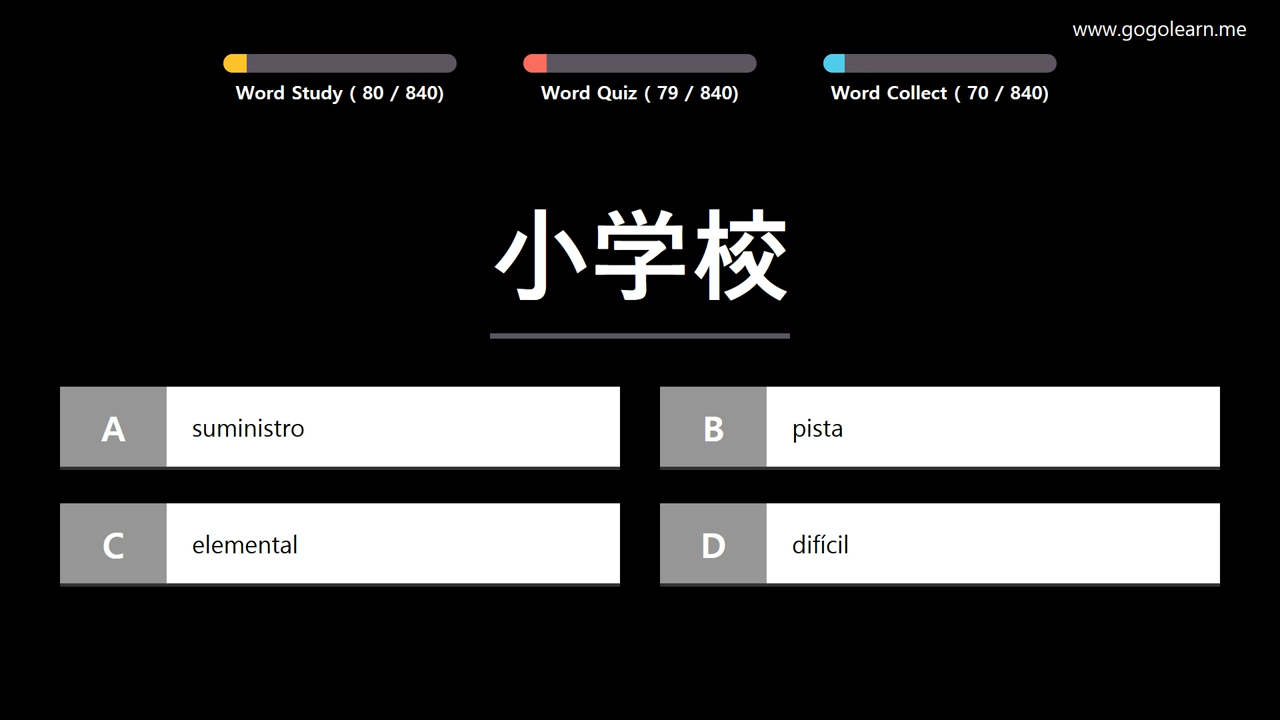 www.gogolearn.me
Word Study ( 80 / 840)
Word Quiz ( 79 / 840)
Word Collect ( 70 / 840)
小学校
A suministro
B pista
C elemental
D difícil